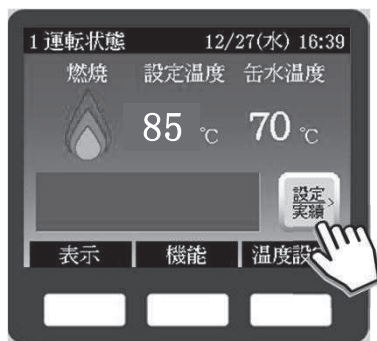 1 運転状態 12/27(水) 16:39
燃焼 設定温度 缶水温度
85 ℃ 70 ℃
設定
実績
表示 機能 温度設